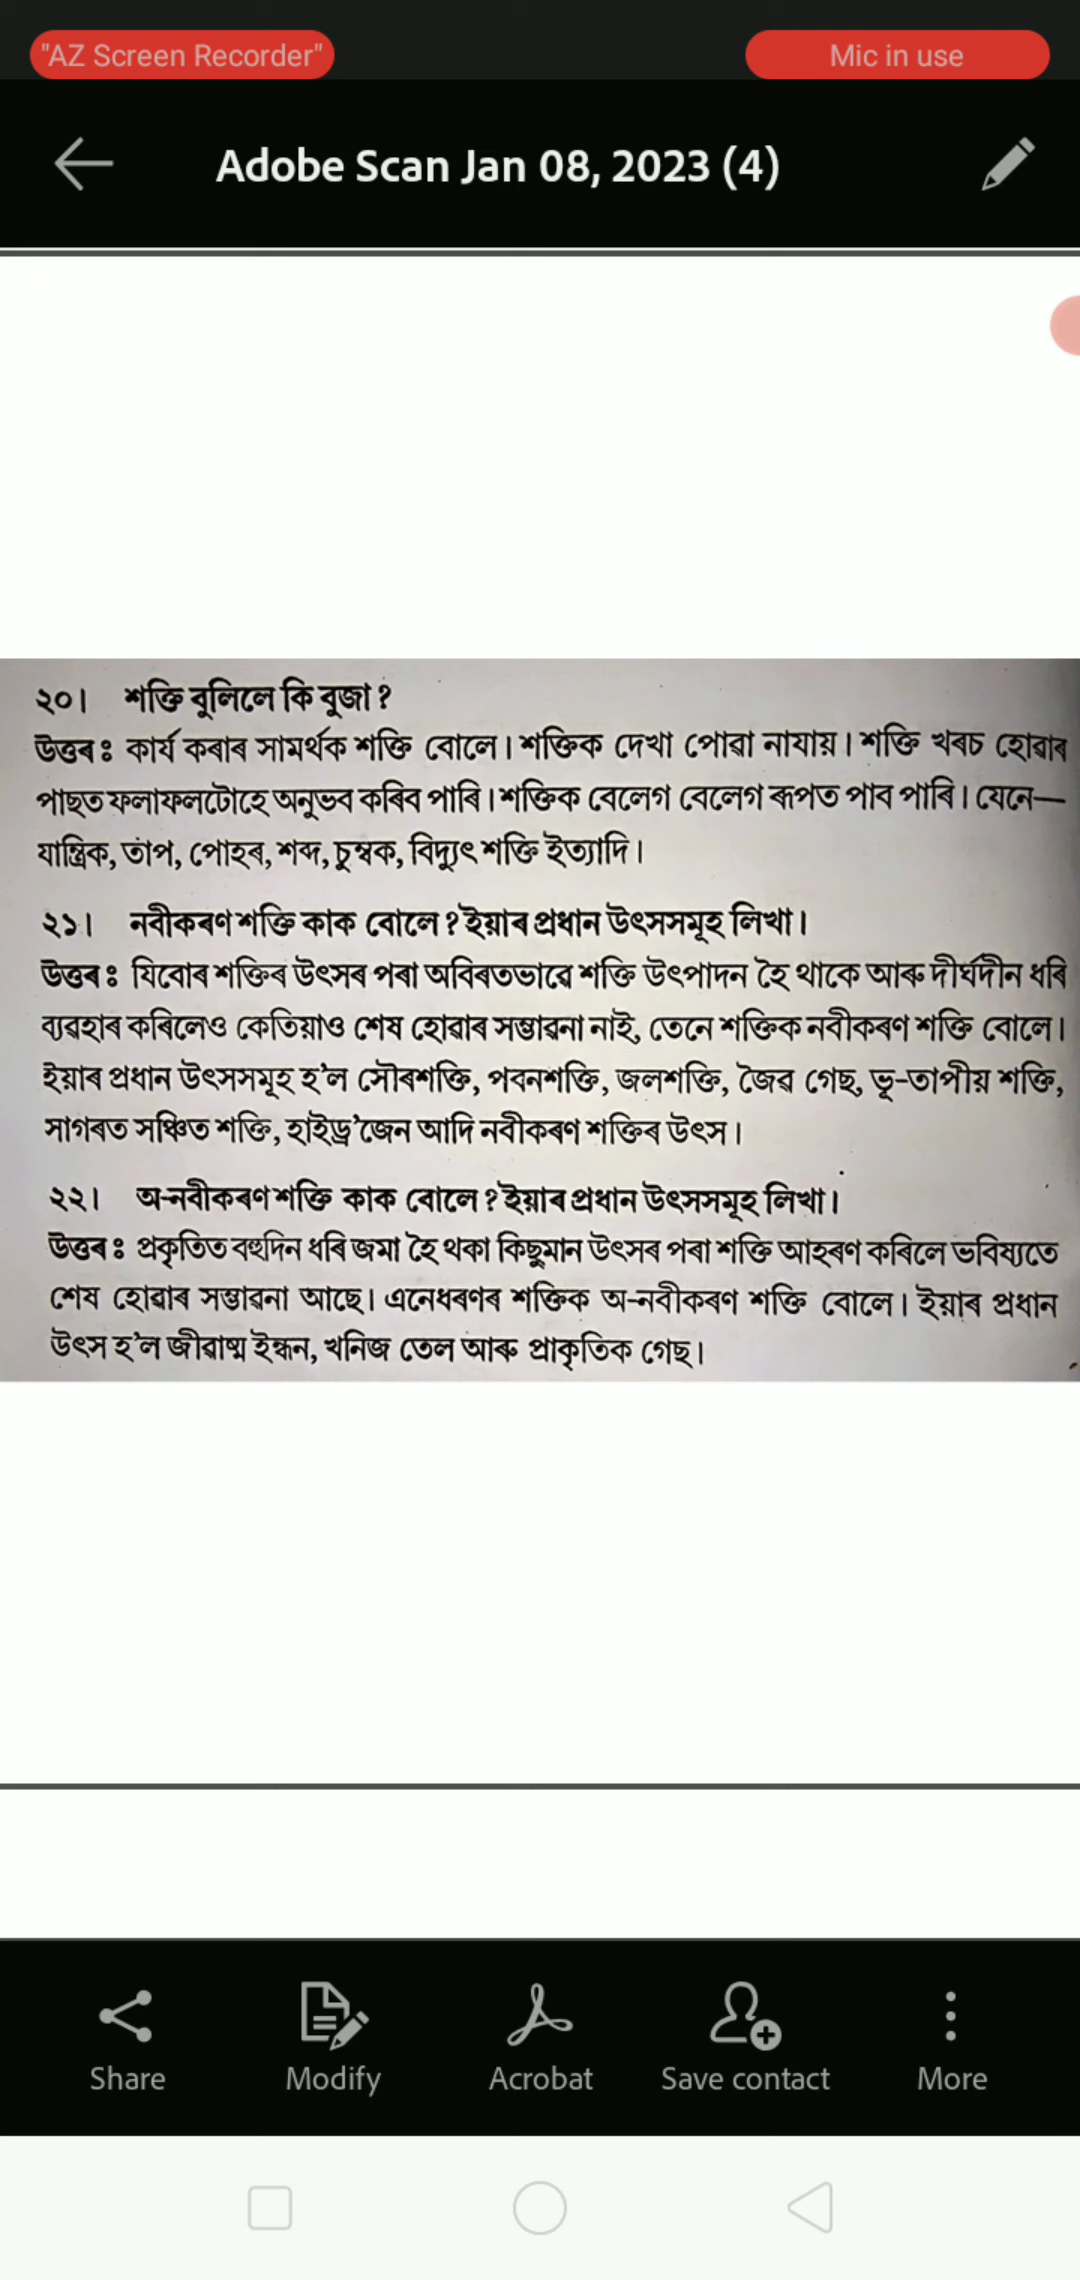 "AZ Screen Recorder"
Mic in use
Adobe Scan Jan 08, 2023 (4)
২০। শক্তি বুলিলে কি বুজা?
উত্তৰঃ কাৰ্য কৰাৰ সামৰ্থক শক্তি বোলে। শক্তিক দেখা পোৱা নাযায়। শক্তি খৰচ হোৱাৰ
পাছত ফলাফলটোহে অনুভব কৰিব পাৰি। শক্তিক বেলেগ বেলেগ ৰূপত পাব পাৰি। যেনে—
যান্ত্ৰিক, তাপ, পোহৰ, শব্দ, চুম্বক, বিদ্যুৎ শক্তি ইত্যাদি।
২১। নবীকৰণ শক্তি কাক বোলে? ইয়াৰ প্ৰধান উৎসসমূহ লিখা।
উত্তৰঃ যিবোৰ শক্তিৰ উৎসৰ পৰা অবিৰতভাৱে শক্তি উৎপাদন হৈ থাকে আৰু দীৰ্ঘদীন ধৰি
ব্যৱহাৰ কৰিলেও কেতিয়াও শেষ হোৱাৰ সম্ভাৱনা নাই, তেনে শক্তিক নবীকৰণ শক্তি বোলে।
ইয়াৰ প্ৰধান উৎসসমূহ হ'ল সৌৰশক্তি, পবনশক্তি, জলশক্তি, জৈৱ গেছ, ভূ-তাপীয় শক্তি,
সাগৰত সঞ্চিত শক্তি, হাইড্ৰ'জেন আদি নবীকৰণ শক্তিৰ উৎস।
২২। অ-নবীকৰণ শক্তি কাক বোলে? ইয়াৰ প্ৰধান উৎসসমূহ লিখা।
উত্তৰঃ প্ৰকৃতিত বহুদিন ধৰি জমা হৈ থকা কিছুমান উৎসৰ পৰা শক্তি আহৰণ কৰিলে ভবিষ্যতে
শেষ হোৱাৰ সম্ভাৱনা আছে। এনেধৰণৰ শক্তিক অ-নবীকৰণ শক্তি বোলে। ইয়াৰ প্ৰধান
উৎস হ'ল জীৱাষ্ম ইন্ধন, খনিজ তেল আৰু প্ৰাকৃতিক গেছ।
Share Modify Acrobat Save contact More